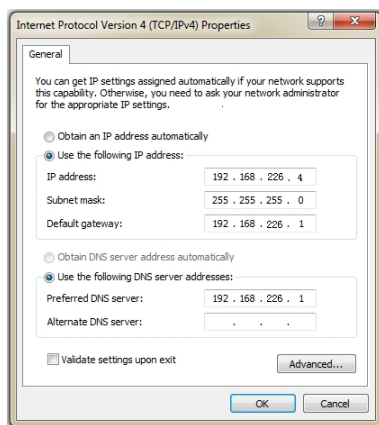 Internet Protocol Version 4 (TCP/IPv4) Properties
General
You can get IP settings assigned automatically if your network supports
this capability. Otherwise, you need to ask your network administrator
for the appropriate IP settings.
Obtain an IP address automatically
Use the following IP address:
IP address: 192 . 168 . 226 . 4
Subnet mask: 255 . 255 . 255 . 0
Default gateway: 192 . 168 . 226 . 1
Obtain DNS server address automatically
Use the following DNS server addresses:
Preferred DNS server: 192 . 168 . 226 . 1
Alternate DNS server: . . .
Validate settings upon exit
Advanced...
OK Cancel